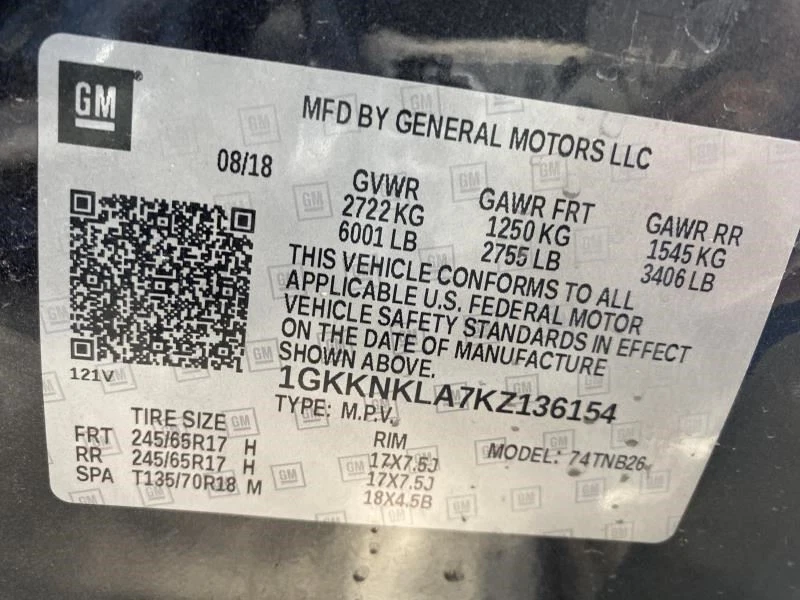 GM
MFD BY GENERAL MOTORS LLC
08/18
GVWR
2722 KG
6001 LB
GAWR FRT
1250 KG
2755 LB
GAWR RR
1545 KG
3406 LB
THIS VEHICLE CONFORMS TO ALL
APPLICABLE U.S. FEDERAL MOTOR
VEHICLE SAFETY STANDARDS IN EFFECT
ON THE DATE OF MANUFACTURE
SHOWN ABOVE.
121V
1GKKNKLA7KZ136154
TYPE: M.P.V.
MODEL: 74TNB26
TIRE SIZE RIM
FRT 245/65R17 H 17X7.5J
RR 245/65R17 H 17X7.5J
SPA T135/70R18 M 18X4.5B